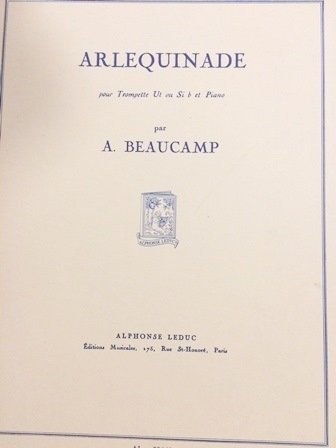 ARLEQUINADE
pour Trompette Ut ou Si b et Piano
par
A. BEAUCAMP
ALPHONSE LEDUC
ALPHONSE LEDUC
Éditions Musicales, 175, Rue St-Honoré, Paris